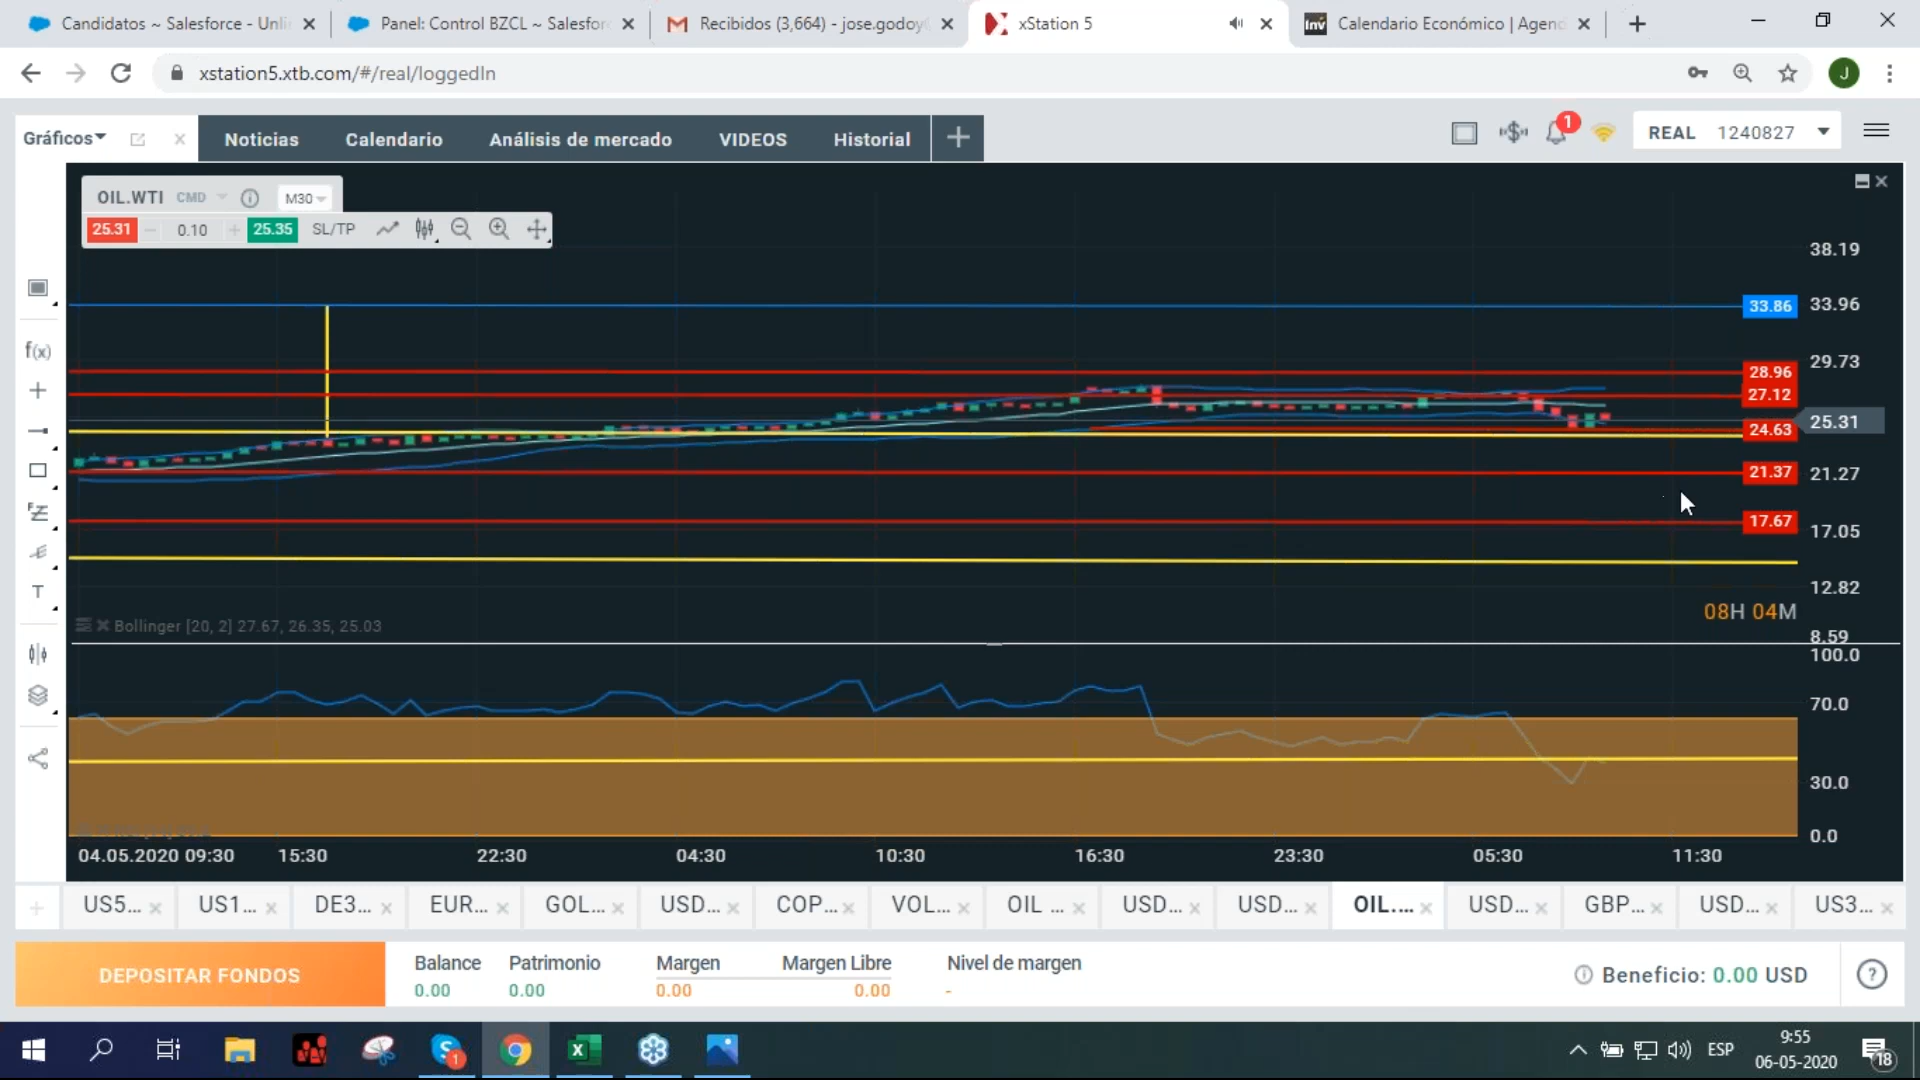 Candidatos ~ Salesforce - Unli
Panel: Control BZCL ~ Salesfor
Recibidos (3,664) - jose.godoy
xStation 5
Inv
Calendario Económico | Agen
xstation5.xtb.com/#/real/loggedIn
J
Gráficos
Noticias
Calendario
Análisis de mercado
VIDEOS
Historial
1
REAL 1240827
OIL.WTI CMD M30
25.31 0.10 25.35 SL/TP
f(x)
T
38.19
33.86 33.96
29.73
28.96
27.12
25.31
24.63
21.37 21.27
17.67 17.05
12.82
08H 04M
8.59
Bollinger [20, 2] 27.67, 26.35, 25.03
100.0
70.0
30.0
0.0
04.05.2020 09:30 15:30 22:30 04:30 10:30 16:30 23:30 05:30 11:30
US5... US1... DE3... EUR... GOL... USD... COP... VOL... OIL ... USD... USD... OIL.... USD... GBP... USD... US3...
DEPOSITAR FONDOS
Balance Patrimonio Margen Margen Libre Nivel de margen
0.00 0.00 0.00 0.00 -
Beneficio: 0.00 USD
?
1
ESP
9:55
06-05-2020
18